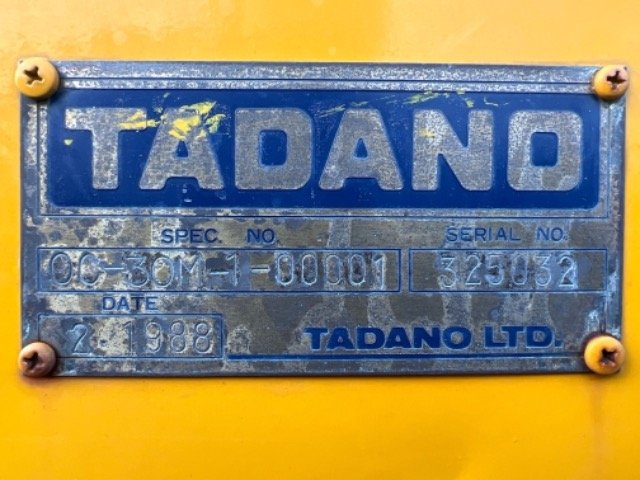 TADANO
SPEC. NO. SERIAL NO.
OC-30M-1-00001 325032
DATE
2.1988 TADANO LTD.